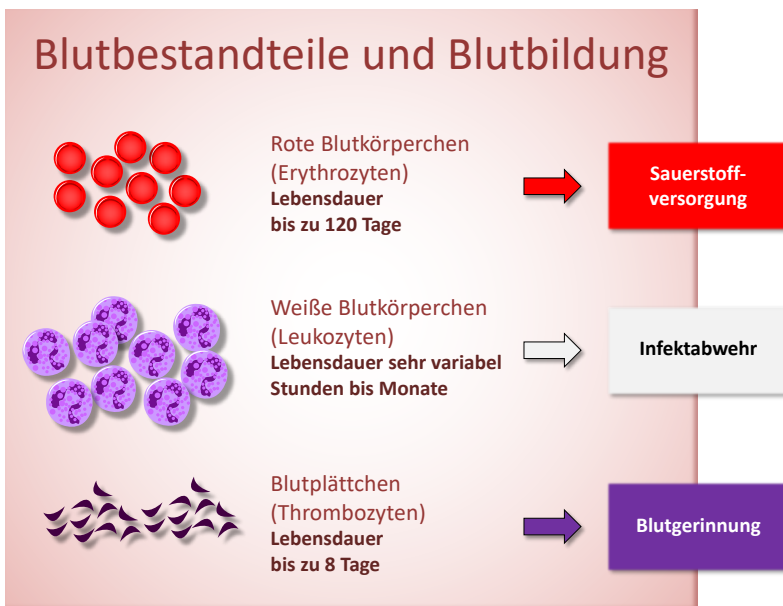 Blutbestandteile und Blutbildung
Rote Blutkörperchen
(Erythrozyten)
Lebensdauer
bis zu 120 Tage
Sauerstoff-
versorgung
Weiße Blutkörperchen
(Leukozyten)
Lebensdauer sehr variabel
Stunden bis Monate
Infektabwehr
Blutplättchen
(Thrombozyten)
Lebensdauer
bis zu 8 Tage
Blutgerinnung